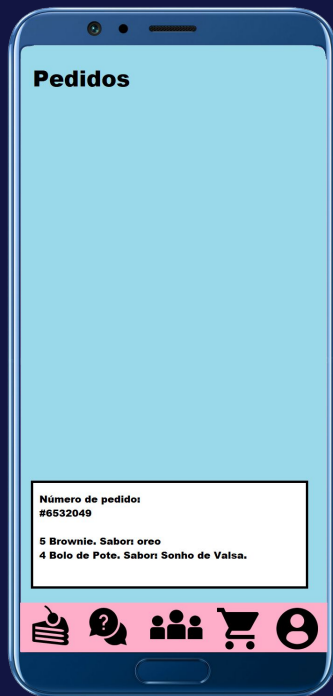 Pedidos
Número de pedido:
#6532049
5 Brownie. Sabor: oreo
4 Bolo de Pote. Sabor: Sonho de Valsa.
?